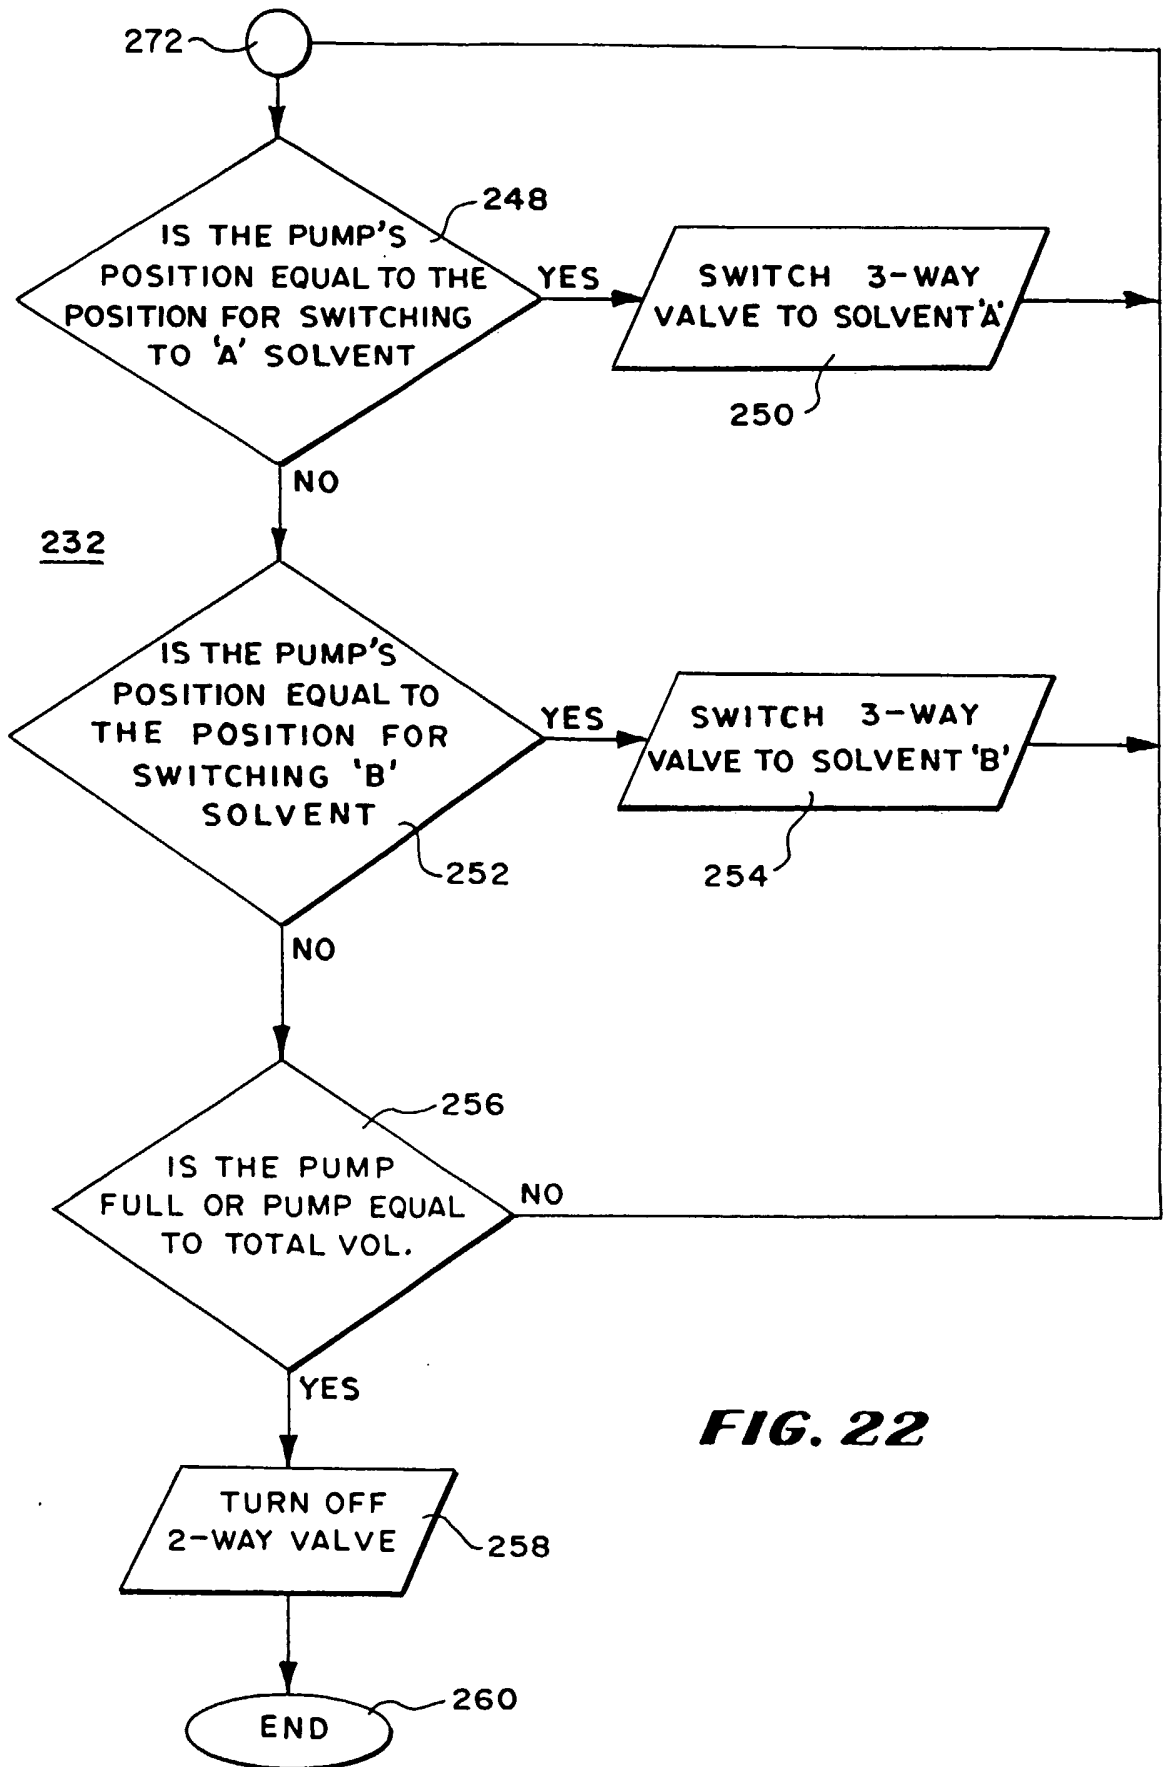 272
248
IS THE PUMP'S
POSITION EQUAL TO THE
POSITION FOR SWITCHING
TO 'A' SOLVENT
YES
SWITCH 3-WAY
VALVE TO SOLVENT 'A'
250
NO
232
IS THE PUMP'S
POSITION EQUAL TO
THE POSITION FOR
SWITCHING 'B'
SOLVENT
252
YES
SWITCH 3-WAY
VALVE TO SOLVENT 'B'
254
NO
256
IS THE PUMP
FULL OR PUMP EQUAL
TO TOTAL VOL.
NO
YES
FIG. 22
TURN OFF
2-WAY VALVE
258
END
260